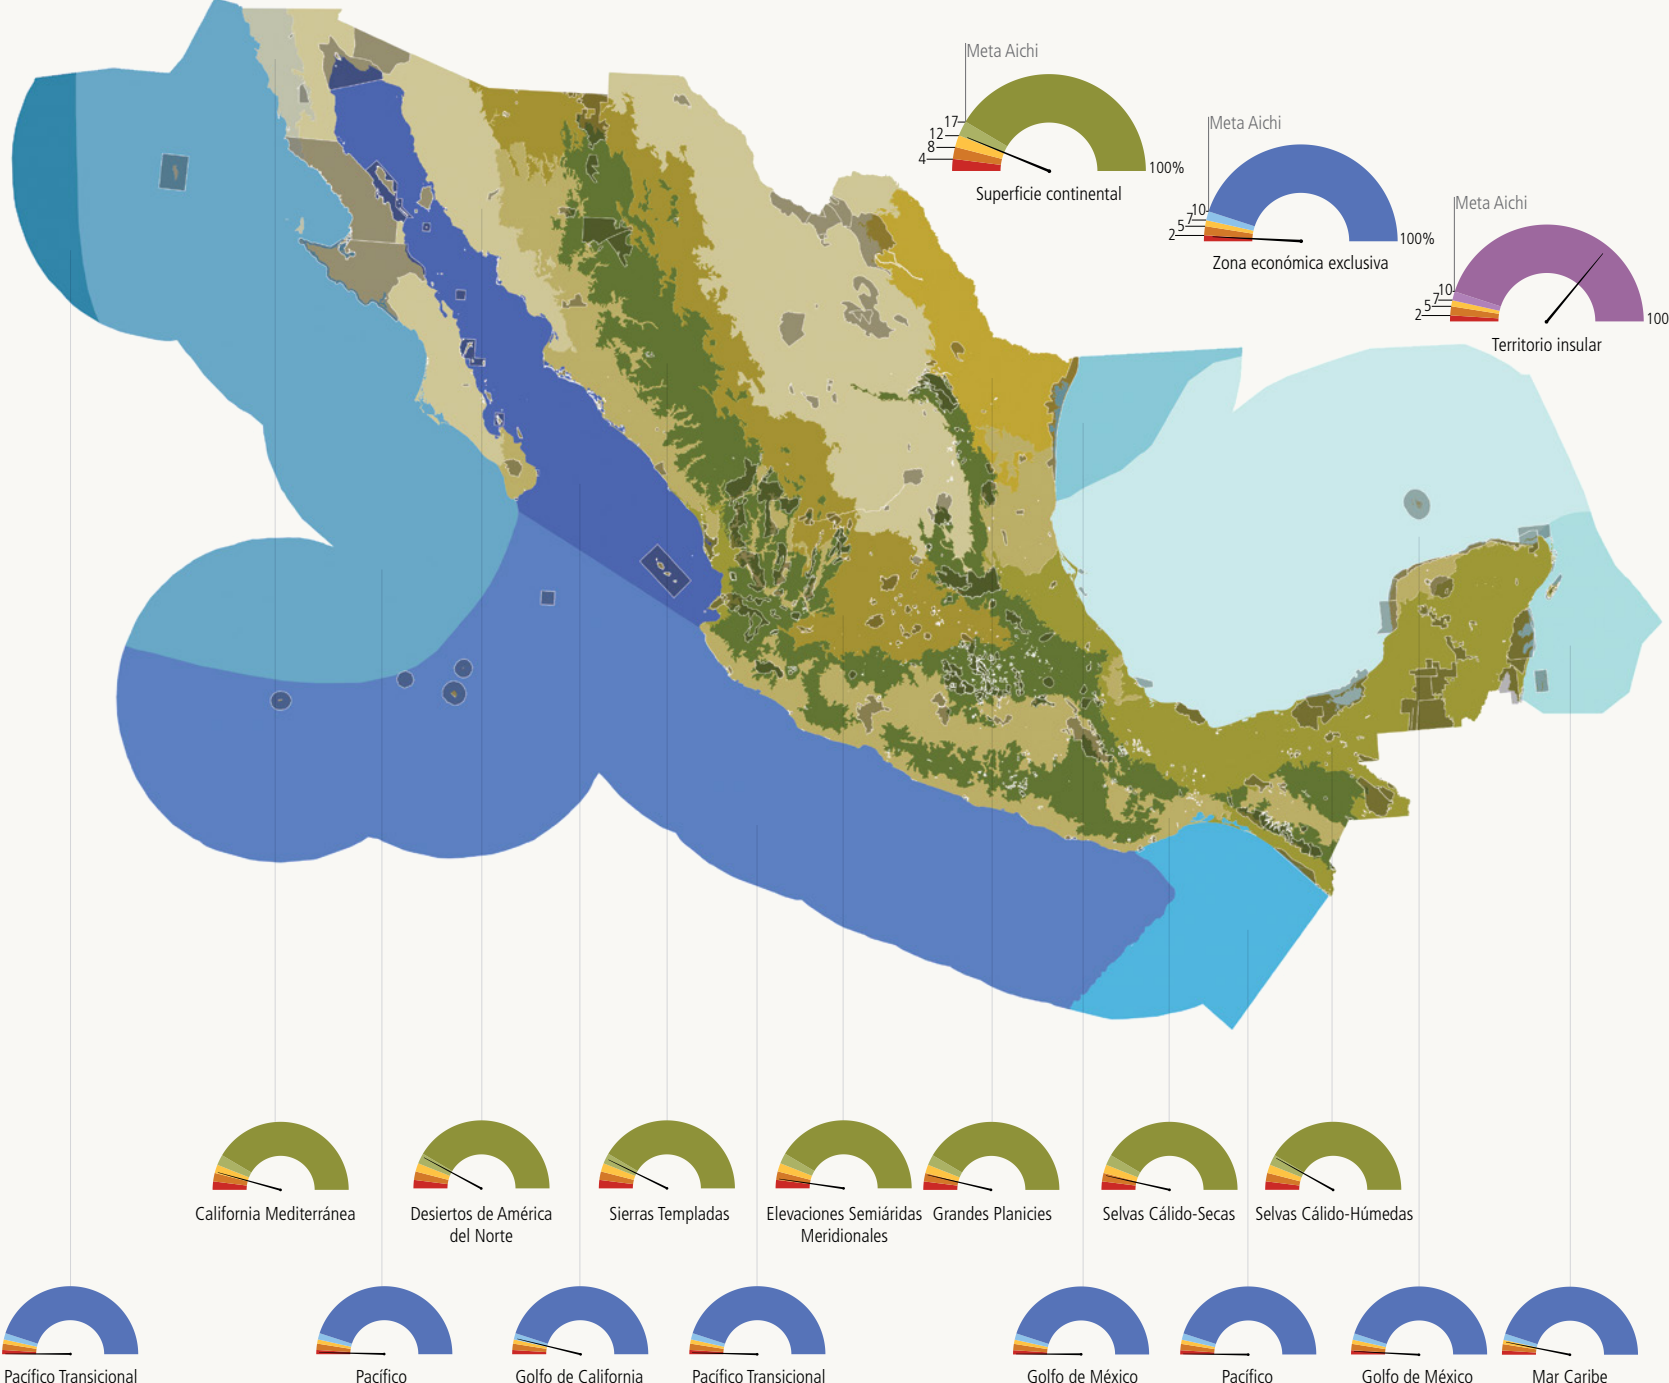 Meta Aichi
17
12
8
4
100%
Superficie continental
Meta Aichi
10
7
5
2
100%
Zona económica exclusiva
Meta Aichi
10
7
5
2
100
Territorio insular
California Mediterránea
Desiertos de América
del Norte
Sierras Templadas
Elevaciones Semiáridas
Meridionales
Grandes Planicies
Selvas Cálido-Secas
Selvas Cálido-Húmedas
Pacífico Transicional
Pacífico
Golfo de California
Pacífico Transicional
Golfo de México
Pacífico
Golfo de México
Mar Caribe